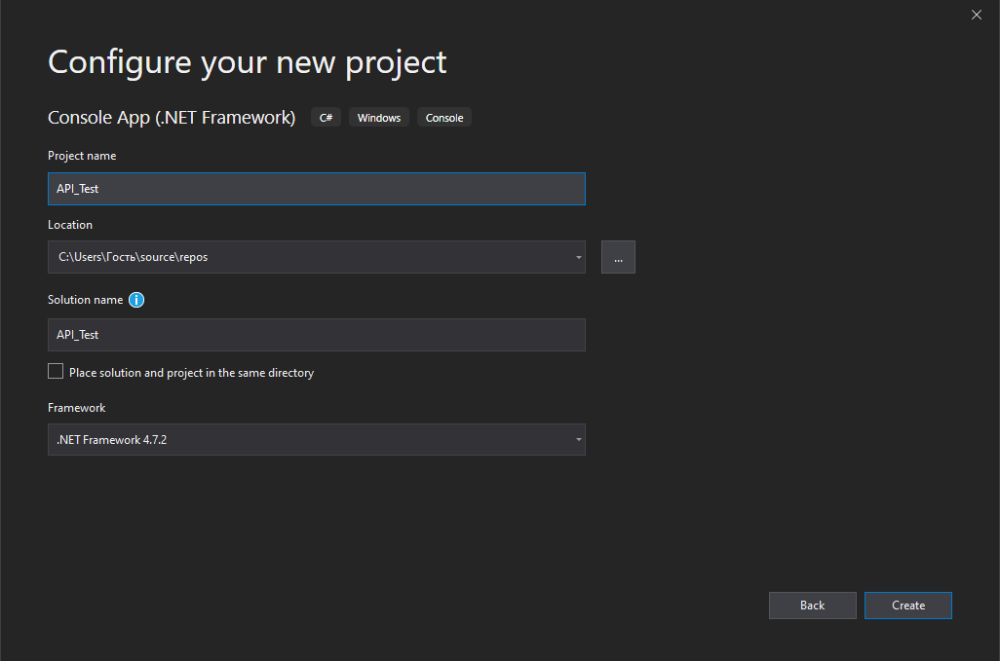 Configure your new project
Console App (.NET Framework) C# Windows Console
Project name
API_Test
Location
C:\Users\Гость\source\repos
...
Solution name
API_Test
Place solution and project in the same directory
Framework
.NET Framework 4.7.2
Back Create